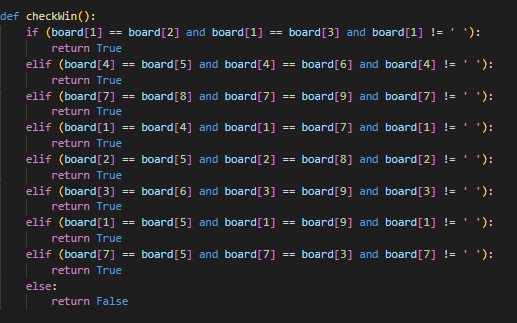 def checkWin():
    if (board[1] == board[2] and board[1] == board[3] and board[1] != ' '):
        return True
    elif (board[4] == board[5] and board[4] == board[6] and board[4] != ' '):
        return True
    elif (board[7] == board[8] and board[7] == board[9] and board[7] != ' '):
        return True
    elif (board[1] == board[4] and board[1] == board[7] and board[1] != ' '):
        return True
    elif (board[2] == board[5] and board[2] == board[8] and board[2] != ' '):
        return True
    elif (board[3] == board[6] and board[3] == board[9] and board[3] != ' '):
        return True
    elif (board[1] == board[5] and board[1] == board[9] and board[1] != ' '):
        return True
    elif (board[7] == board[5] and board[7] == board[3] and board[7] != ' '):
        return True
    else:
        return False